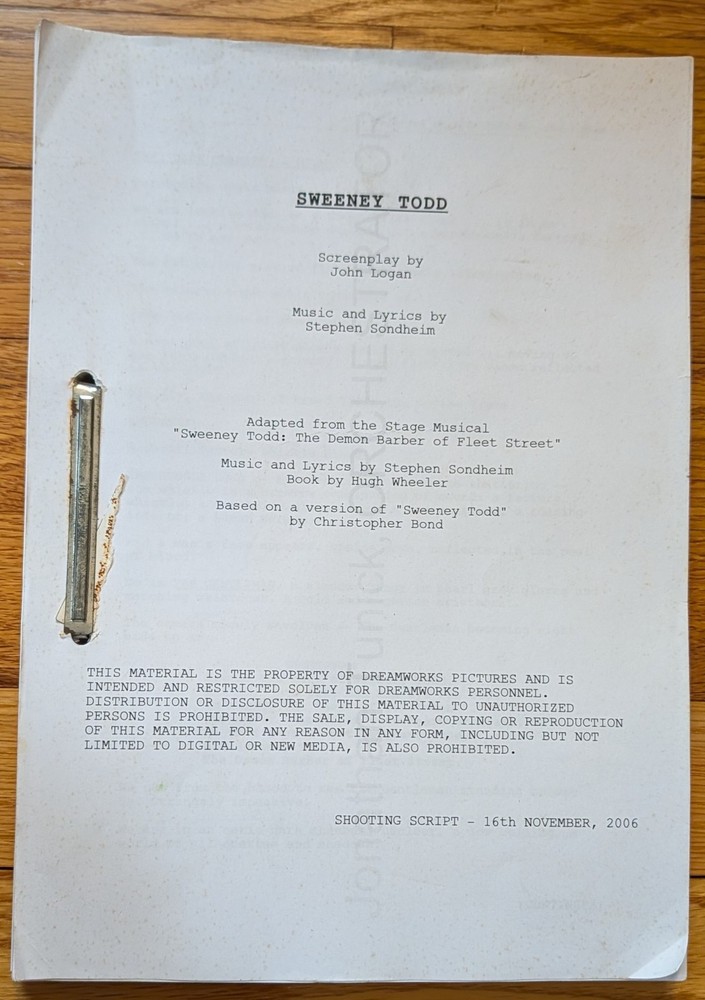 SWEENEY TODD
Screenplay by
John Logan
Music and Lyrics by
Stephen Sondheim
Adapted from the Stage Musical
"Sweeney Todd: The Demon Barber of Fleet Street"
Music and Lyrics by Stephen Sondheim
Book by Hugh Wheeler
Based on a version of "Sweeney Todd"
by Christopher Bond
THIS MATERIAL IS THE PROPERTY OF DREAMWORKS PICTURES AND IS
INTENDED AND RESTRICTED SOLELY FOR DREAMWORKS PERSONNEL.
DISTRIBUTION OR DISCLOSURE OF THIS MATERIAL TO UNAUTHORIZED
PERSONS IS PROHIBITED. THE SALE, DISPLAY, COPYING OR REPRODUCTION
OF THIS MATERIAL FOR ANY REASON IN ANY FORM, INCLUDING BUT NOT
LIMITED TO DIGITAL OR NEW MEDIA, IS ALSO PROHIBITED.
SHOOTING SCRIPT - 16th NOVEMBER, 2006